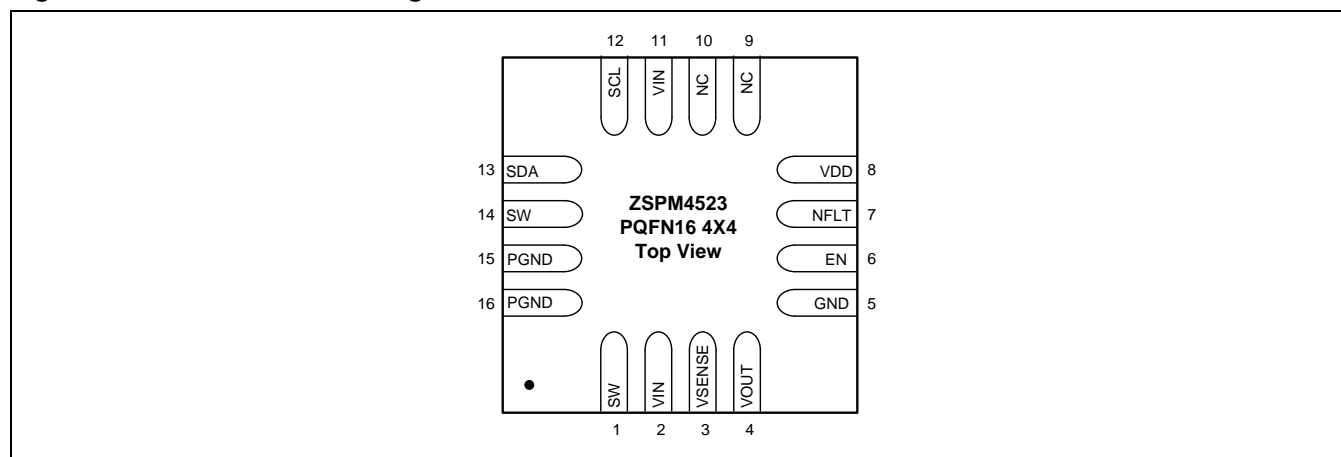 12 11 10 9
SCL VIN NC NC
13 SDA VDD 8
ZSPM4523
14 SW NFLT 7
PQFN16 4X4
Top View
15 PGND EN 6
16 PGND GND 5
SW VIN VSENSE VOUT
1 2 3 4